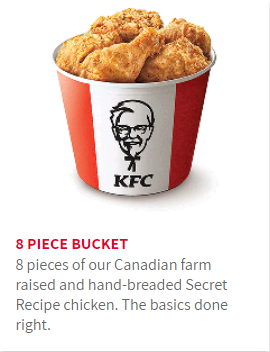 KFC
8 PIECE BUCKET
8 pieces of our Canadian farm
raised and hand-breaded Secret
Recipe chicken. The basics done
right.